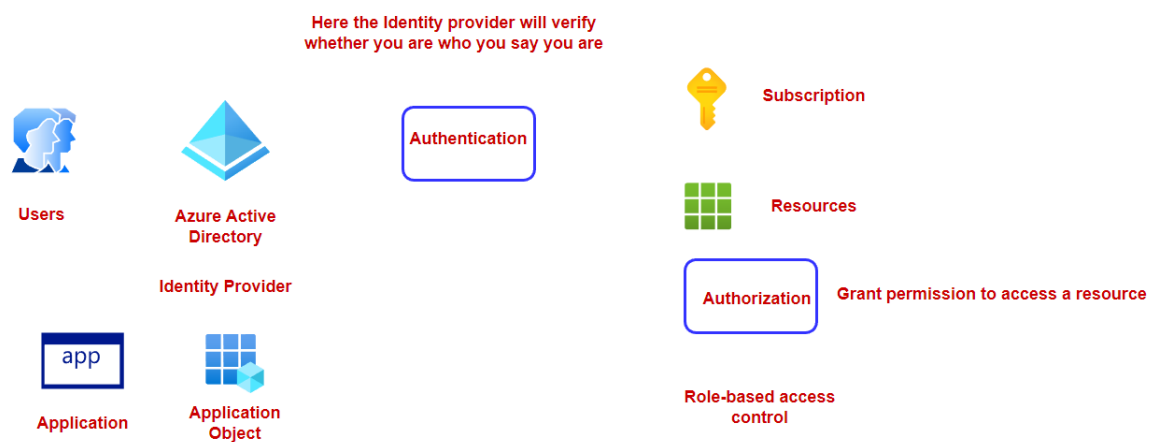 Here the Identity provider will verify
whether you are who you say you are
Authentication
Subscription
Users
Azure Active
Directory
Resources
Identity Provider
Authorization
Grant permission to access a resource
app
Application
Application
Object
Role-based access
control